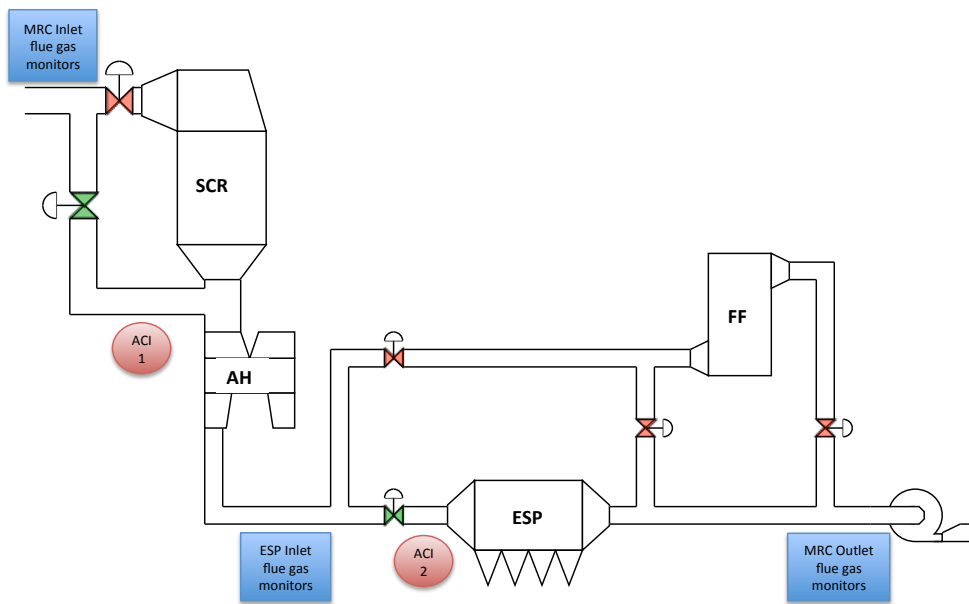 MRC Inlet
flue gas
monitors
SCR
ACI
1
AH
FF
ESP
ESP Inlet
flue gas
monitors
ACI
2
MRC Outlet
flue gas
monitors